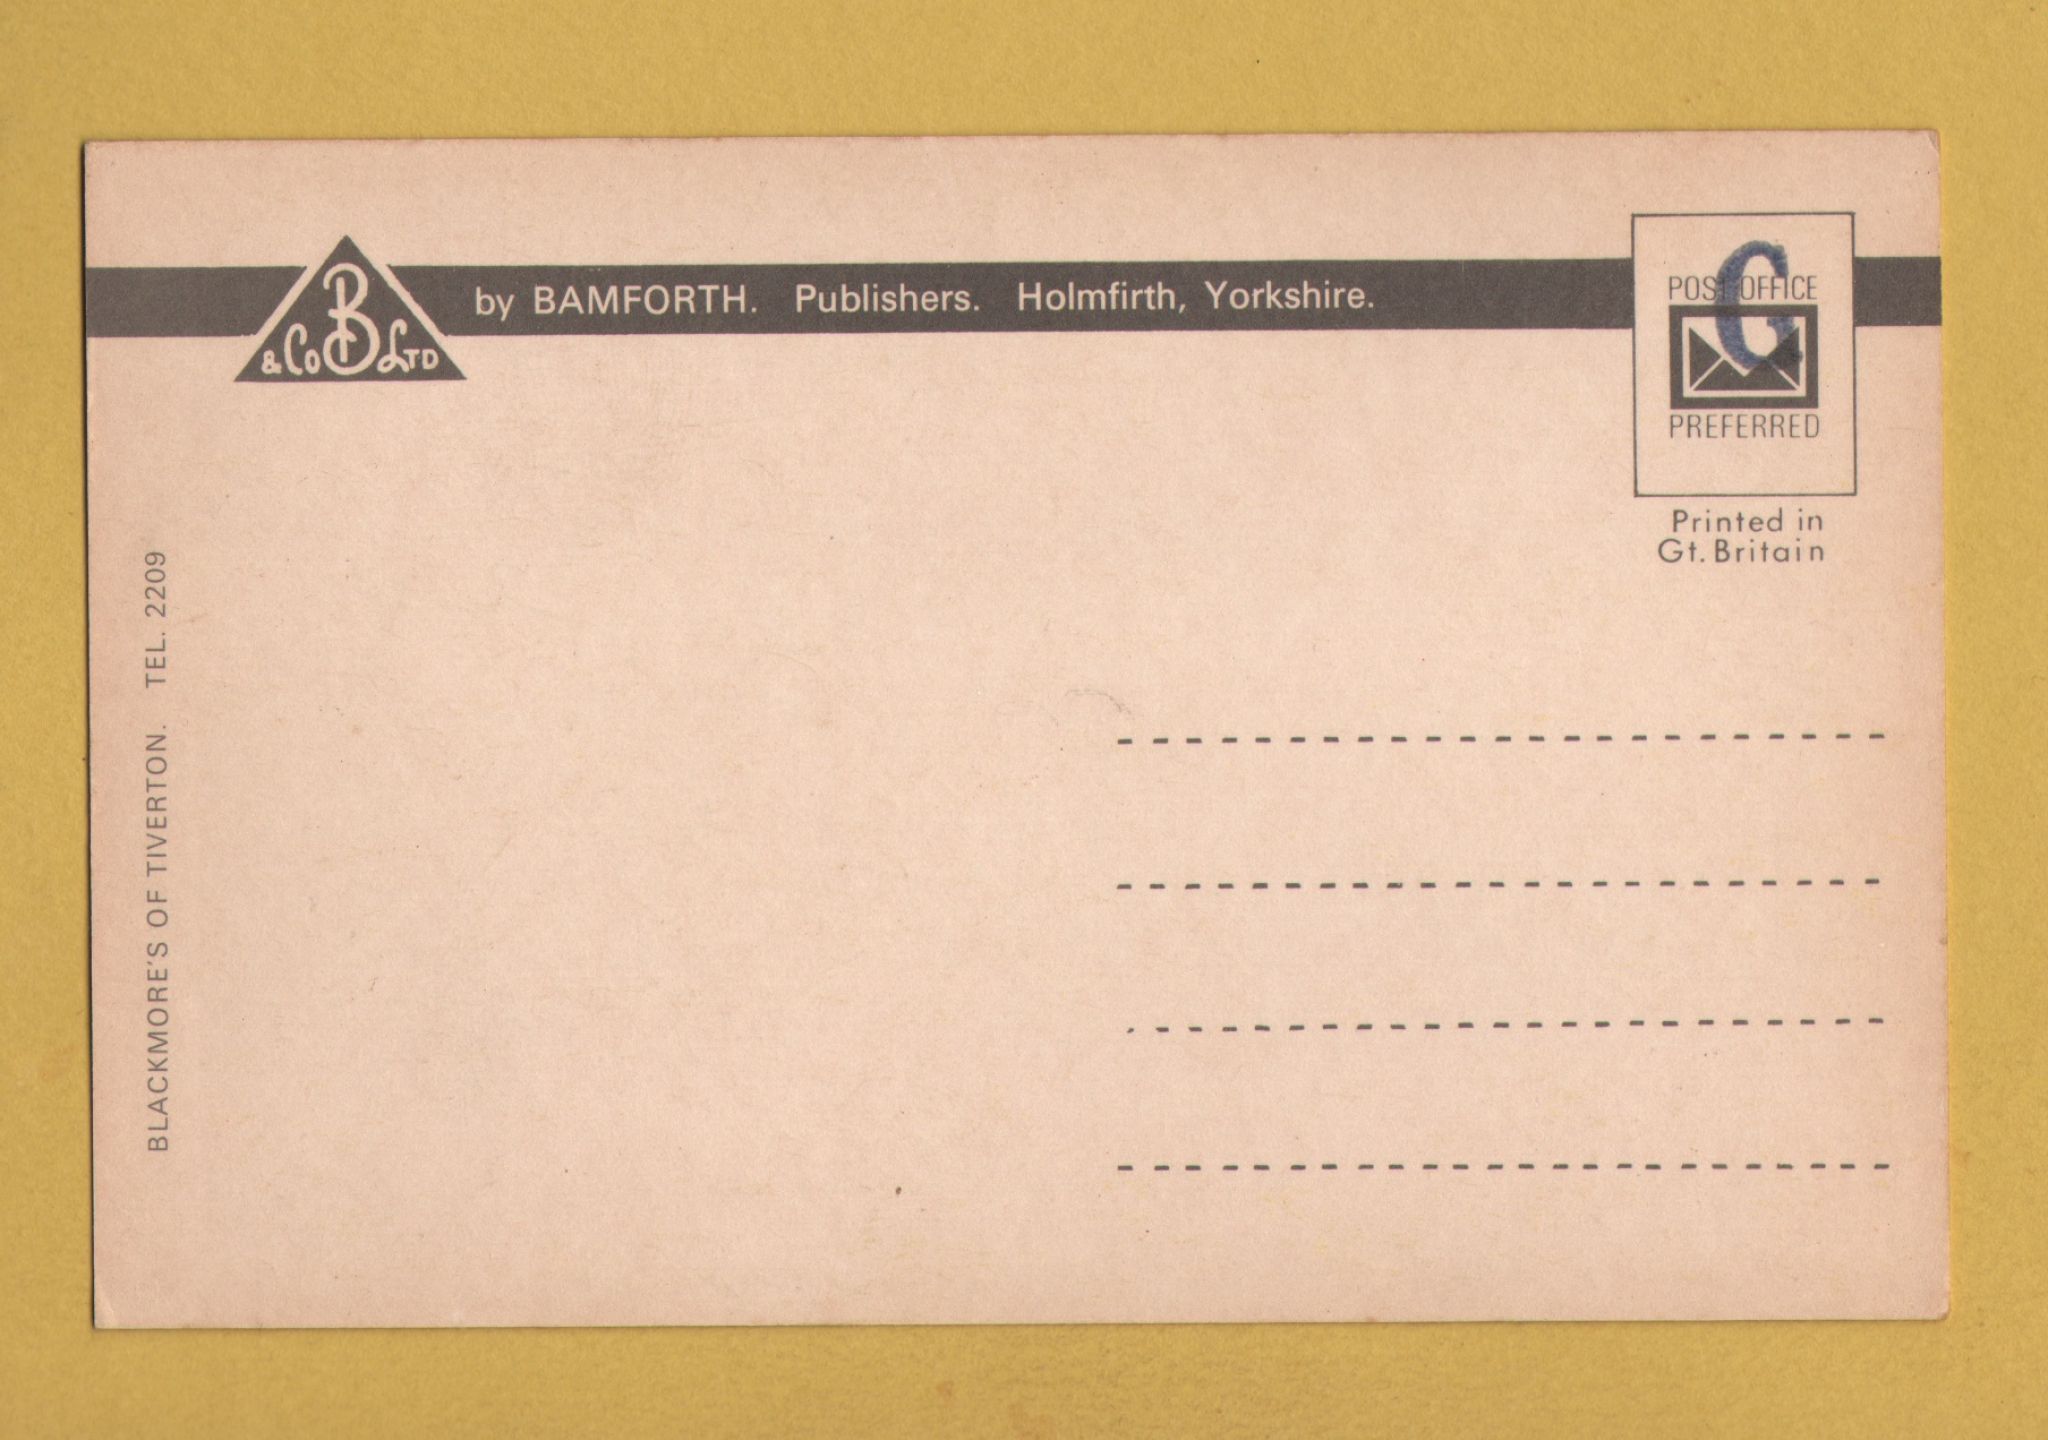 B
& Co LTD
by BAMFORTH. Publishers. Holmfirth, Yorkshire.
G
POST OFFICE
PREFERRED
Printed in
Gt. Britain
BLACKMORE'S OF TIVERTON. TEL. 2209